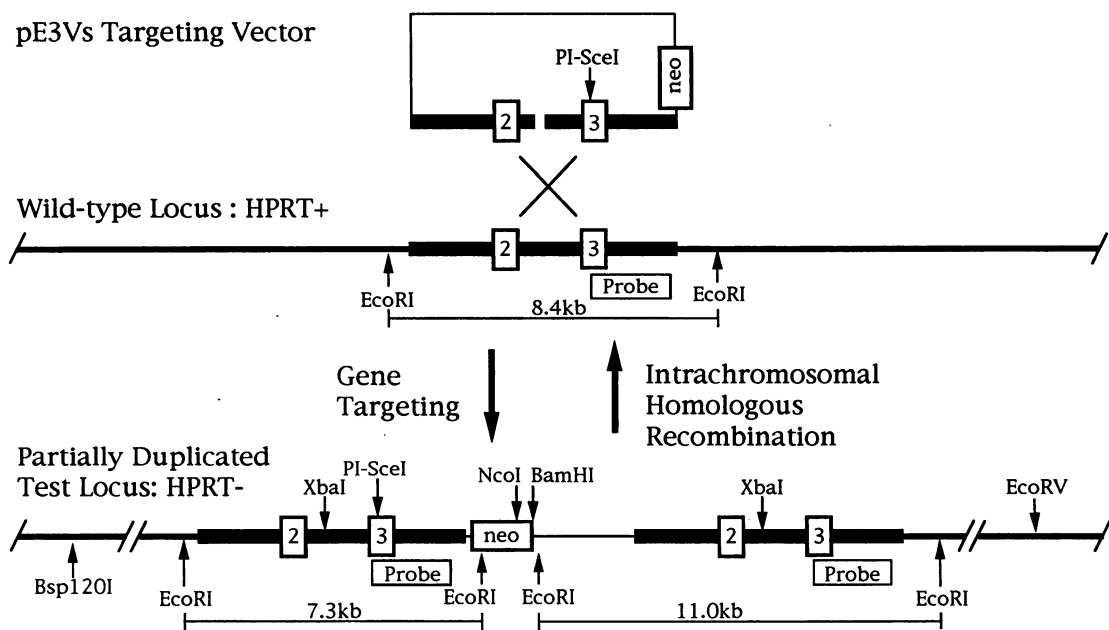 pE3Vs Targeting Vector
PI-SceI
neo
2
3
Wild-type Locus : HPRT+
2
3
Probe
EcoRI
EcoRI
8.4kb
Gene
Targeting
Intrachromosomal
Homologous
Recombination
Partially Duplicated
Test Locus: HPRT-
XbaI
PI-SceI
NcoI
BamHI
XbaI
EcoRV
2
3
neo
2
3
Probe
Probe
Bsp120I
EcoRI
EcoRI
EcoRI
EcoRI
7.3kb
11.0kb